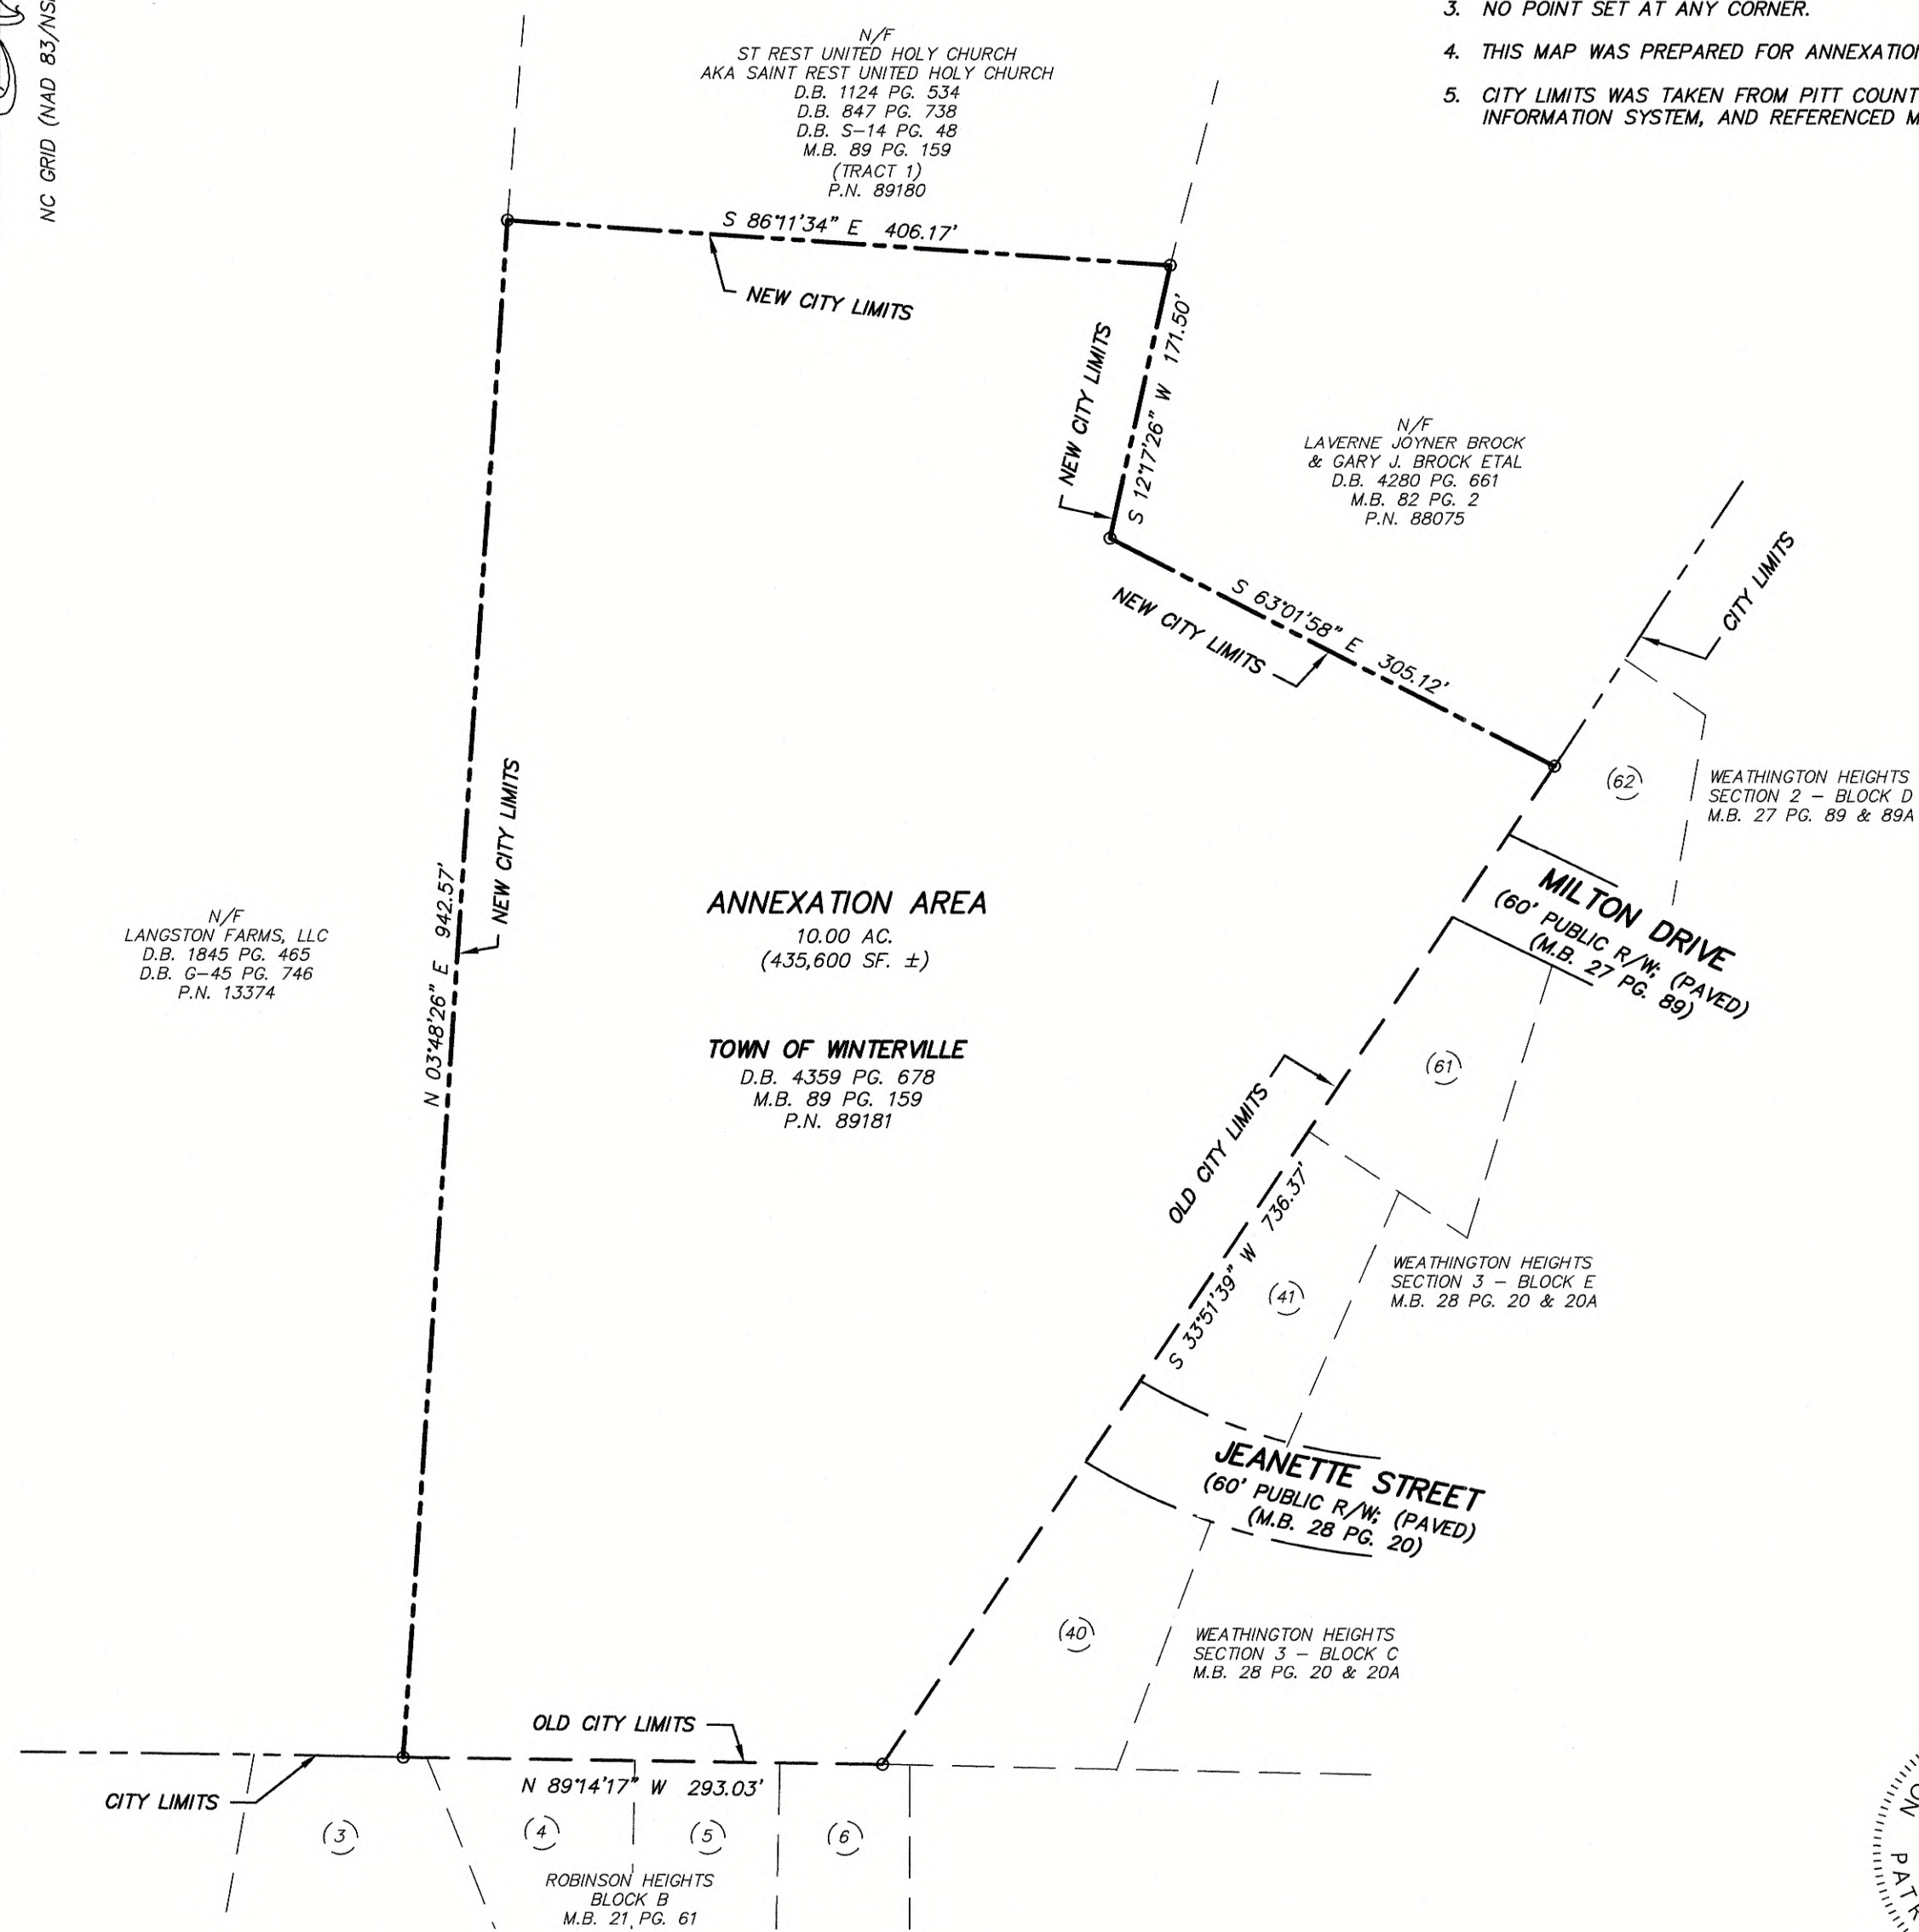 NC GRID (NAD 83/NS
3. NO POINT SET AT ANY CORNER.
4. THIS MAP WAS PREPARED FOR ANNEXATION
5. CITY LIMITS WAS TAKEN FROM PITT COUNT
INFORMATION SYSTEM, AND REFERENCED M
N/F
ST REST UNITED HOLY CHURCH
AKA SAINT REST UNITED HOLY CHURCH
D.B. 1124 PG. 534
D.B. 847 PG. 738
D.B. S-14 PG. 48
M.B. 89 PG. 159
(TRACT 1)
P.N. 89180
S 86°11'34" E 406.17'
NEW CITY LIMITS
NEW CITY LIMITS
S 12°17'26" W 171.50'
N/F
LAVERNE JOYNER BROCK
& GARY J. BROCK ETAL
D.B. 4280 PG. 661
M.B. 82 PG. 2
P.N. 88075
S 63°01'58" E 305.12'
NEW CITY LIMITS
CITY LIMITS
(62)
WEATHINGTON HEIGHTS
SECTION 2 - BLOCK D
M.B. 27 PG. 89 & 89A
MILTON DRIVE
(60' PUBLIC R/W; (PAVED)
(M.B. 27 PG. 89)
NEW CITY LIMITS
N 03°48'26" E 942.57'
N/F
LANGSTON FARMS, LLC
D.B. 1845 PG. 465
D.B. G-45 PG. 746
P.N. 13374
ANNEXATION AREA
10.00 AC.
(435,600 SF. ±)
TOWN OF WINTERVILLE
D.B. 4359 PG. 678
M.B. 89 PG. 159
P.N. 89181
(61)
OLD CITY LIMITS
S 33°51'39" W 736.37'
WEATHINGTON HEIGHTS
SECTION 3 - BLOCK E
M.B. 28 PG. 20 & 20A
(41)
JEANETTE STREET
(60' PUBLIC R/W; (PAVED)
(M.B. 28 PG. 20)
(40)
WEATHINGTON HEIGHTS
SECTION 3 - BLOCK C
M.B. 28 PG. 20 & 20A
OLD CITY LIMITS
N 89°14'17" W 293.03'
CITY LIMITS
(3)
(4)
(5)
(6)
ROBINSON HEIGHTS
BLOCK B
M.B. 21 PG. 61
ON
PATR